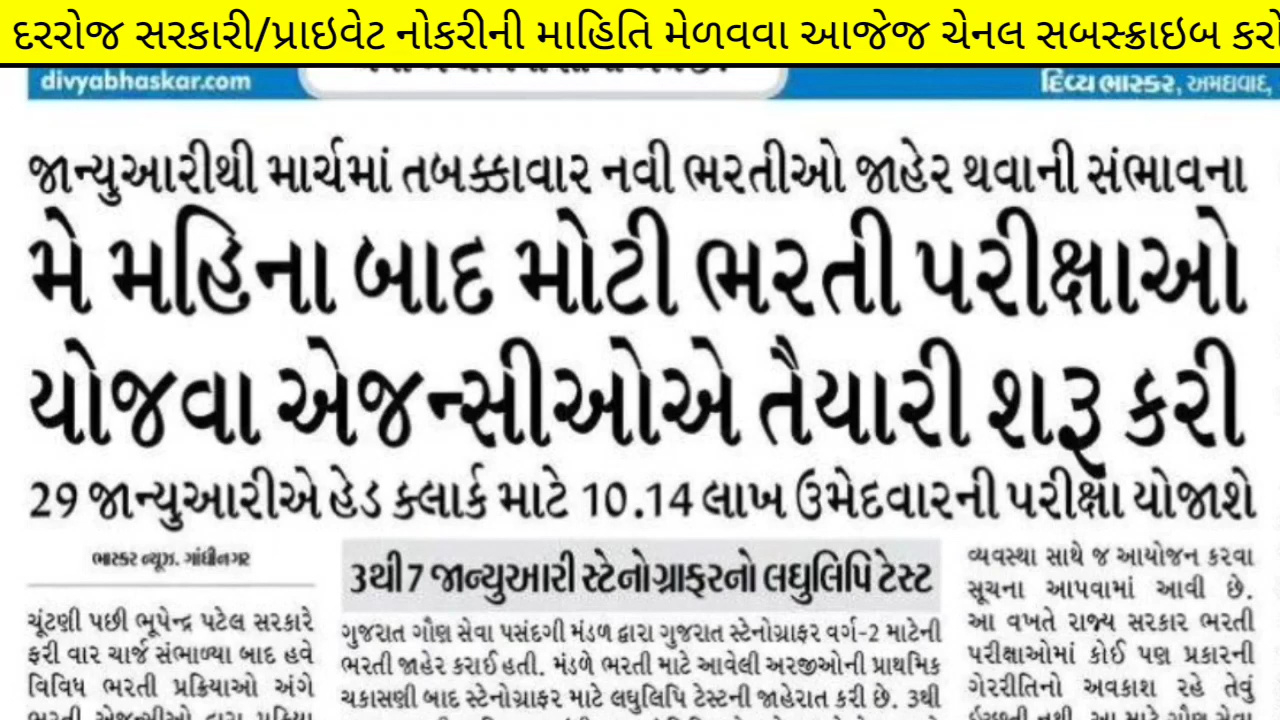 દરરોજ સરકારી/પ્રાઇવેટ નોકરીની માહિતિ મેળવવા આજેજ ચેનલ સબસ્ક્રાઇબ કરો
divyabhaskar.com
દિવ્ય ભાસ્કર, અમદાવાદ,
જાન્યુઆરીથી માર્ચમાં તબક્કાવાર નવી ભરતીઓ જાહેર થવાની સંભાવના
મે મહિના બાદ મોટી ભરતી પરીક્ષાઓ
યોજવા એજન્સીઓએ તૈયારી શરૂ કરી
29 જાન્યુઆરીએ હેડ ક્લાર્ક માટે 10.14 લાખ ઉમેદવારની પરીક્ષા યોજાશે
ભાસ્કર ન્યૂઝ. ગાંધીનગર
ચૂંટણી પછી ભૂપેન્દ્ર પટેલ સરકારે
ફરી વાર ચાર્જ સંભાળ્યા બાદ હવે
વિવિધ ભરતી પ્રક્રિયાઓ અંગે
3થી 7 જાન્યુઆરી સ્ટેનોગ્રાફરનો લઘુલિપિ ટેસ્ટ
ગુજરાત ગૌણ સેવા પસંદગી મંડળ દ્વારા ગુજરાત સ્ટેનોગ્રાફર વર્ગ-2 માટેની
ભરતી જાહેર કરાઈ હતી. મંડળે ભરતી માટે આવેલી અરજીઓની પ્રાથમિક
ચકાસણી બાદ સ્ટેનોગ્રાફર માટે લઘુલિપિ ટેસ્ટની જાહેરાત કરી છે. 3થી
વ્યવસ્થા સાથે જ આયોજન કરવા
સૂચના આપવામાં આવી છે.
આ વખતે રાજ્ય સરકાર ભરતી
પરીક્ષાઓમાં કોઈ પણ પ્રકારની
ગેરરીતિનો અવકાશ રહે તેવું